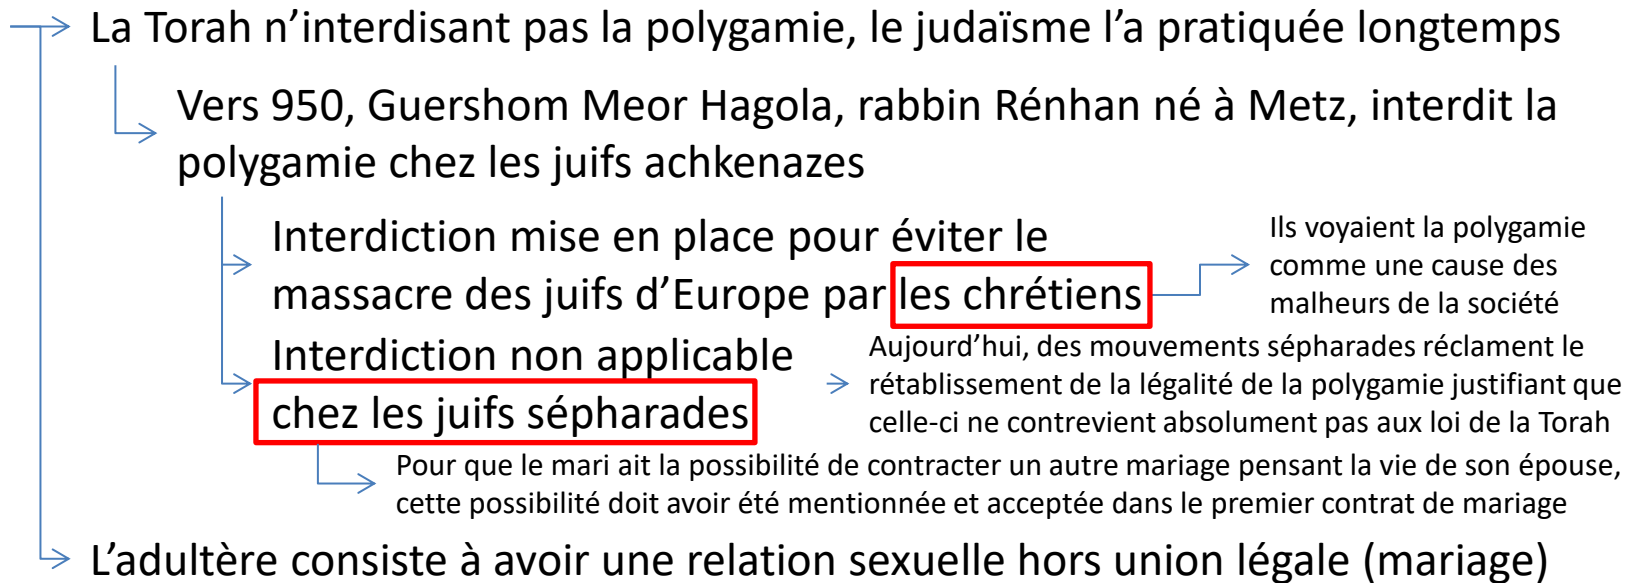 La Torah n’interdisant pas la polygamie, le judaïsme l’a pratiquée longtemps
Vers 950, Guershom Meor Hagola, rabbin Rénhan né à Metz, interdit la
polygamie chez les juifs achkenazes
Interdiction mise en place pour éviter le
massacre des juifs d’Europe par les chrétiens
Ils voyaient la polygamie
comme une cause des
malheurs de la société
Interdiction non applicable
chez les juifs sépharades
Aujourd’hui, des mouvements sépharades réclament le
rétablissement de la légalité de la polygamie justifiant que
celle-ci ne contrevient absolument pas aux loi de la Torah
Pour que le mari ait la possibilité de contracter un autre mariage pensant la vie de son épouse,
cette possibilité doit avoir été mentionnée et acceptée dans le premier contrat de mariage
L’adultère consiste à avoir une relation sexuelle hors union légale (mariage)